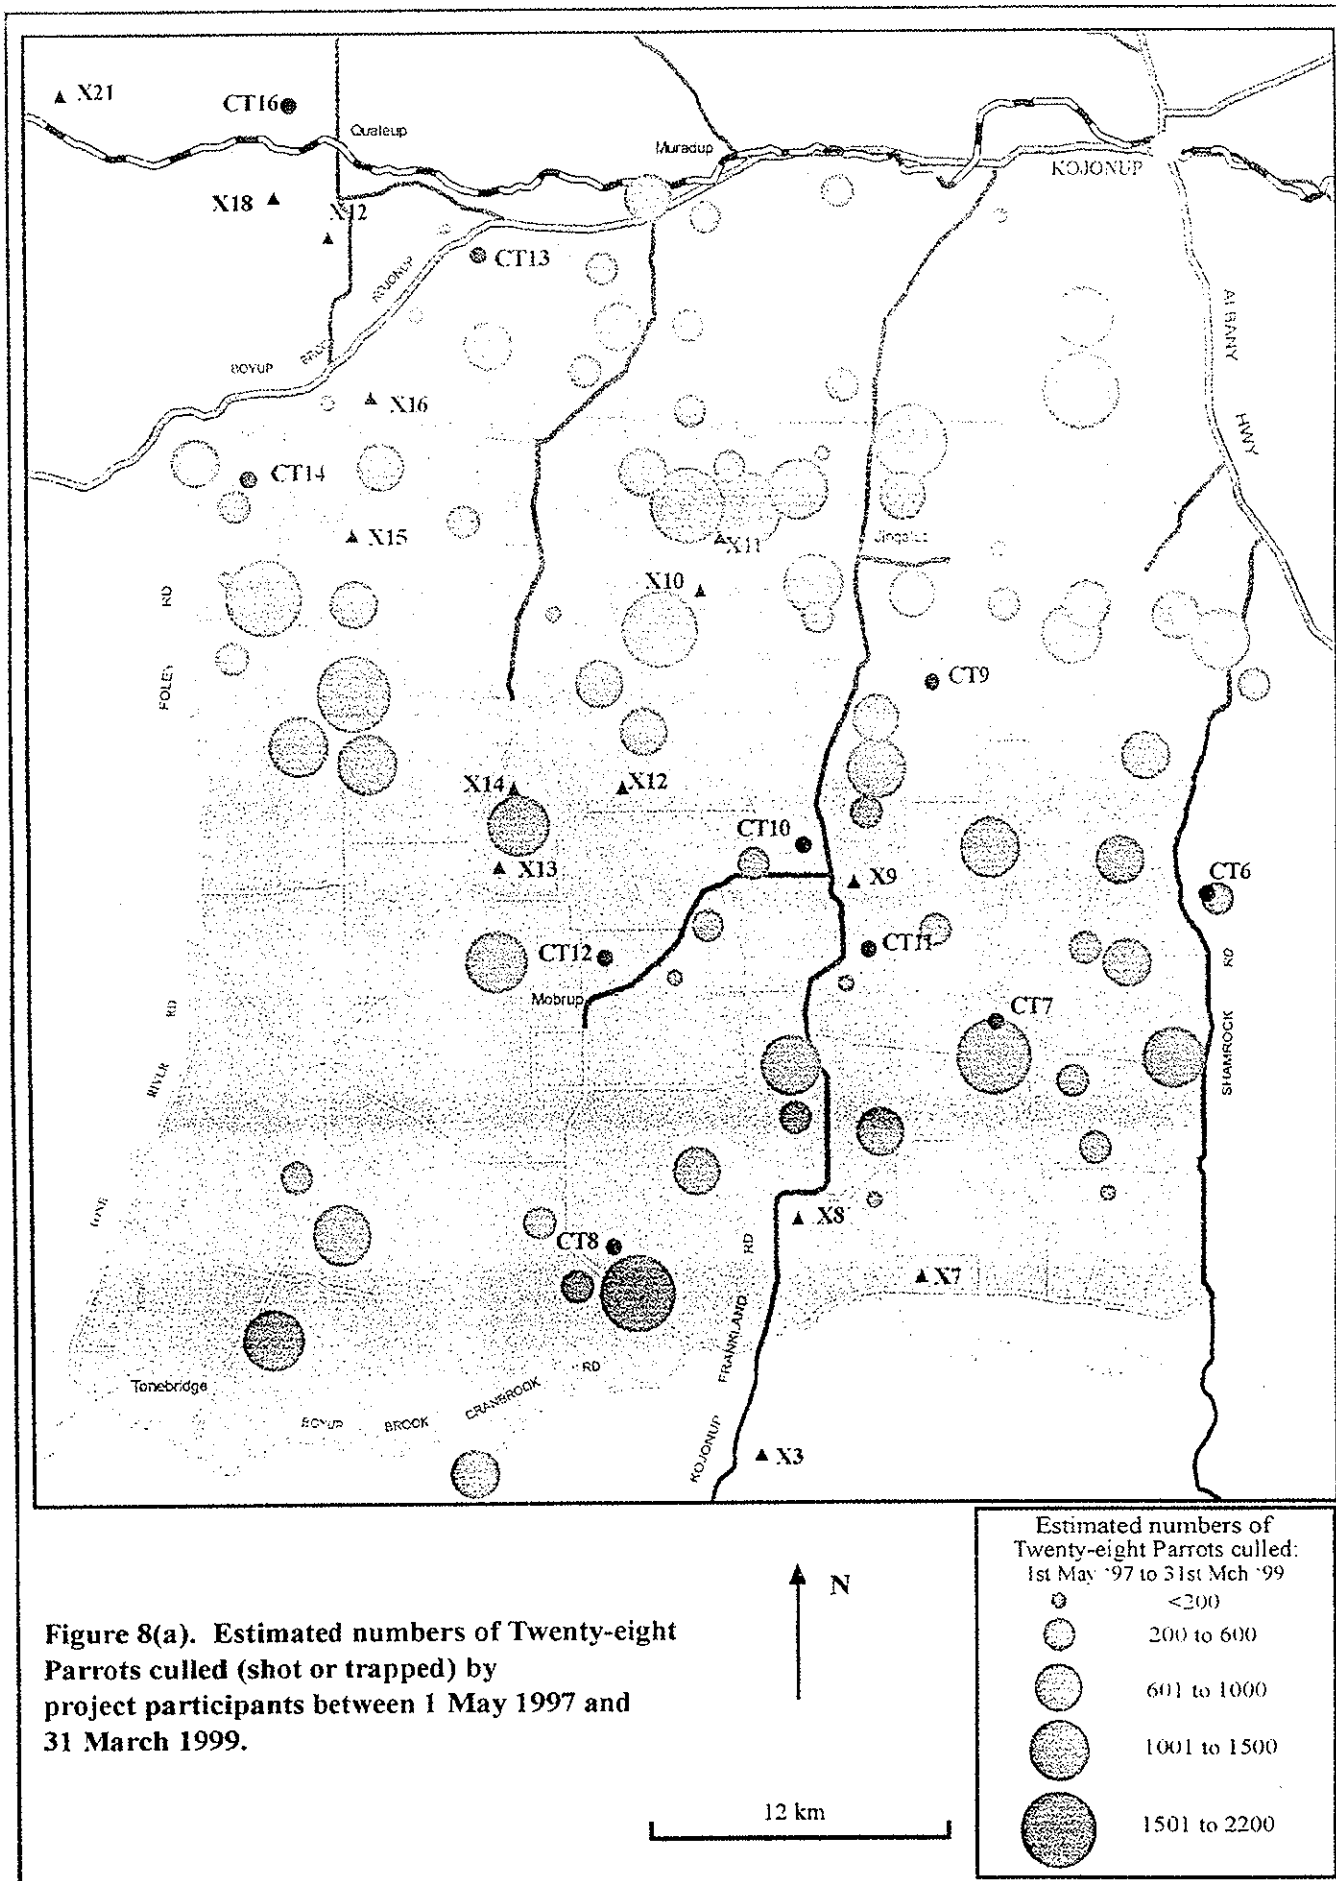 X21
CT16
Qualeup
Muradup
KOJONUP
X18
X12
CT13
KOJONUP
BOYUP
ALBANY
HWY
X16
CT14
X15
X11
X10
RD
FOLEY
CT9
X14
X12
CT10
X13
X9
CT6
CT12
CT11
RD
Mobrup
CT7
RD
RIVER
SHAMROCK
TONE
X8
RD
CT8
X7
FRANKLAND
RD
Tonebridge
CRANBROOK
BOYUP BROOK
KOJONUP
X3
Estimated numbers of
Twenty-eight Parrots culled:
1st May '97 to 31st Mch '99
<200
200 to 600
601 to 1000
1001 to 1500
1501 to 2200
N
Figure 8(a). Estimated numbers of Twenty-eight
Parrots culled (shot or trapped) by
project participants between 1 May 1997 and
31 March 1999.
12 km